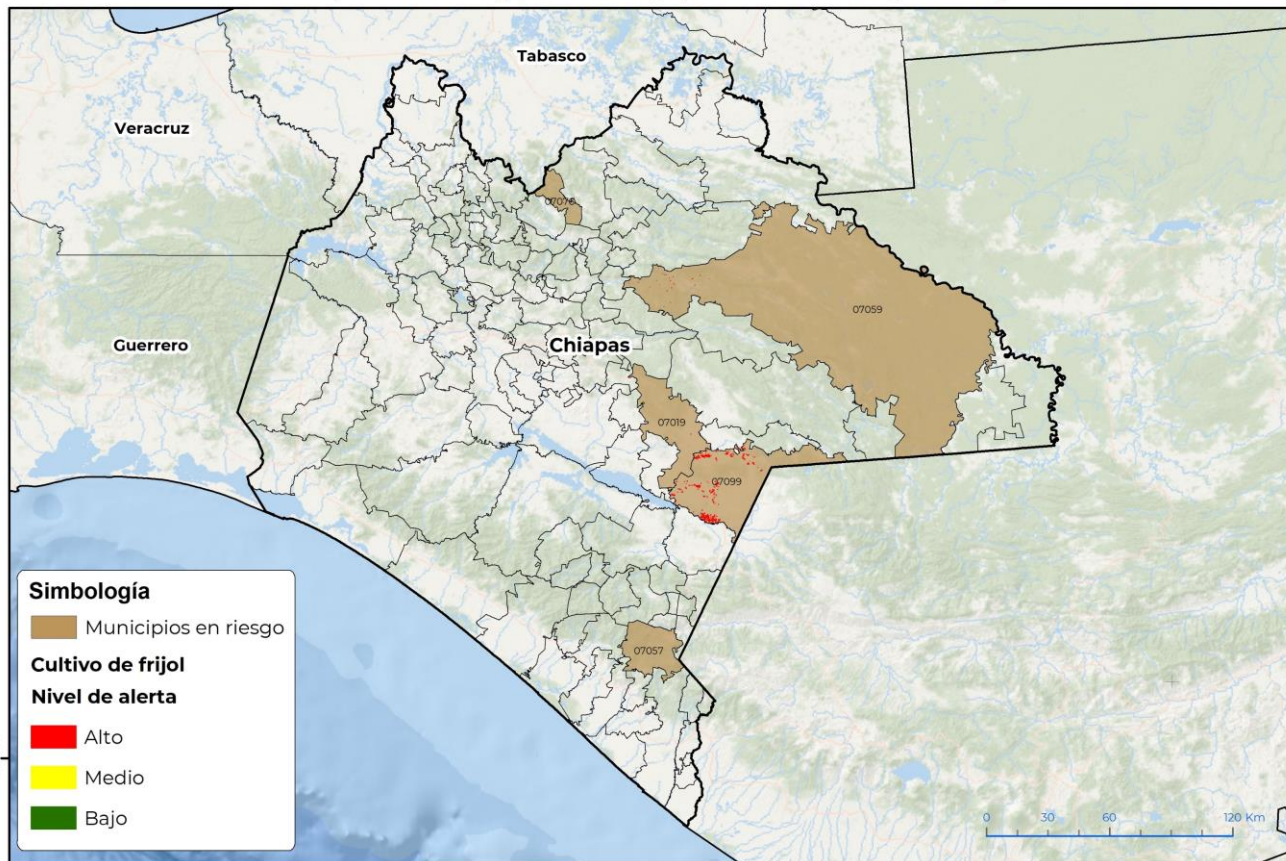 Tabasco
Veracruz
07076
07059
Guerrero
Chiapas
07019
07099
07057
Simbología
Municipios en riesgo
Cultivo de frijol
Nivel de alerta
Alto
Medio
Bajo
0 30 60 120 Km